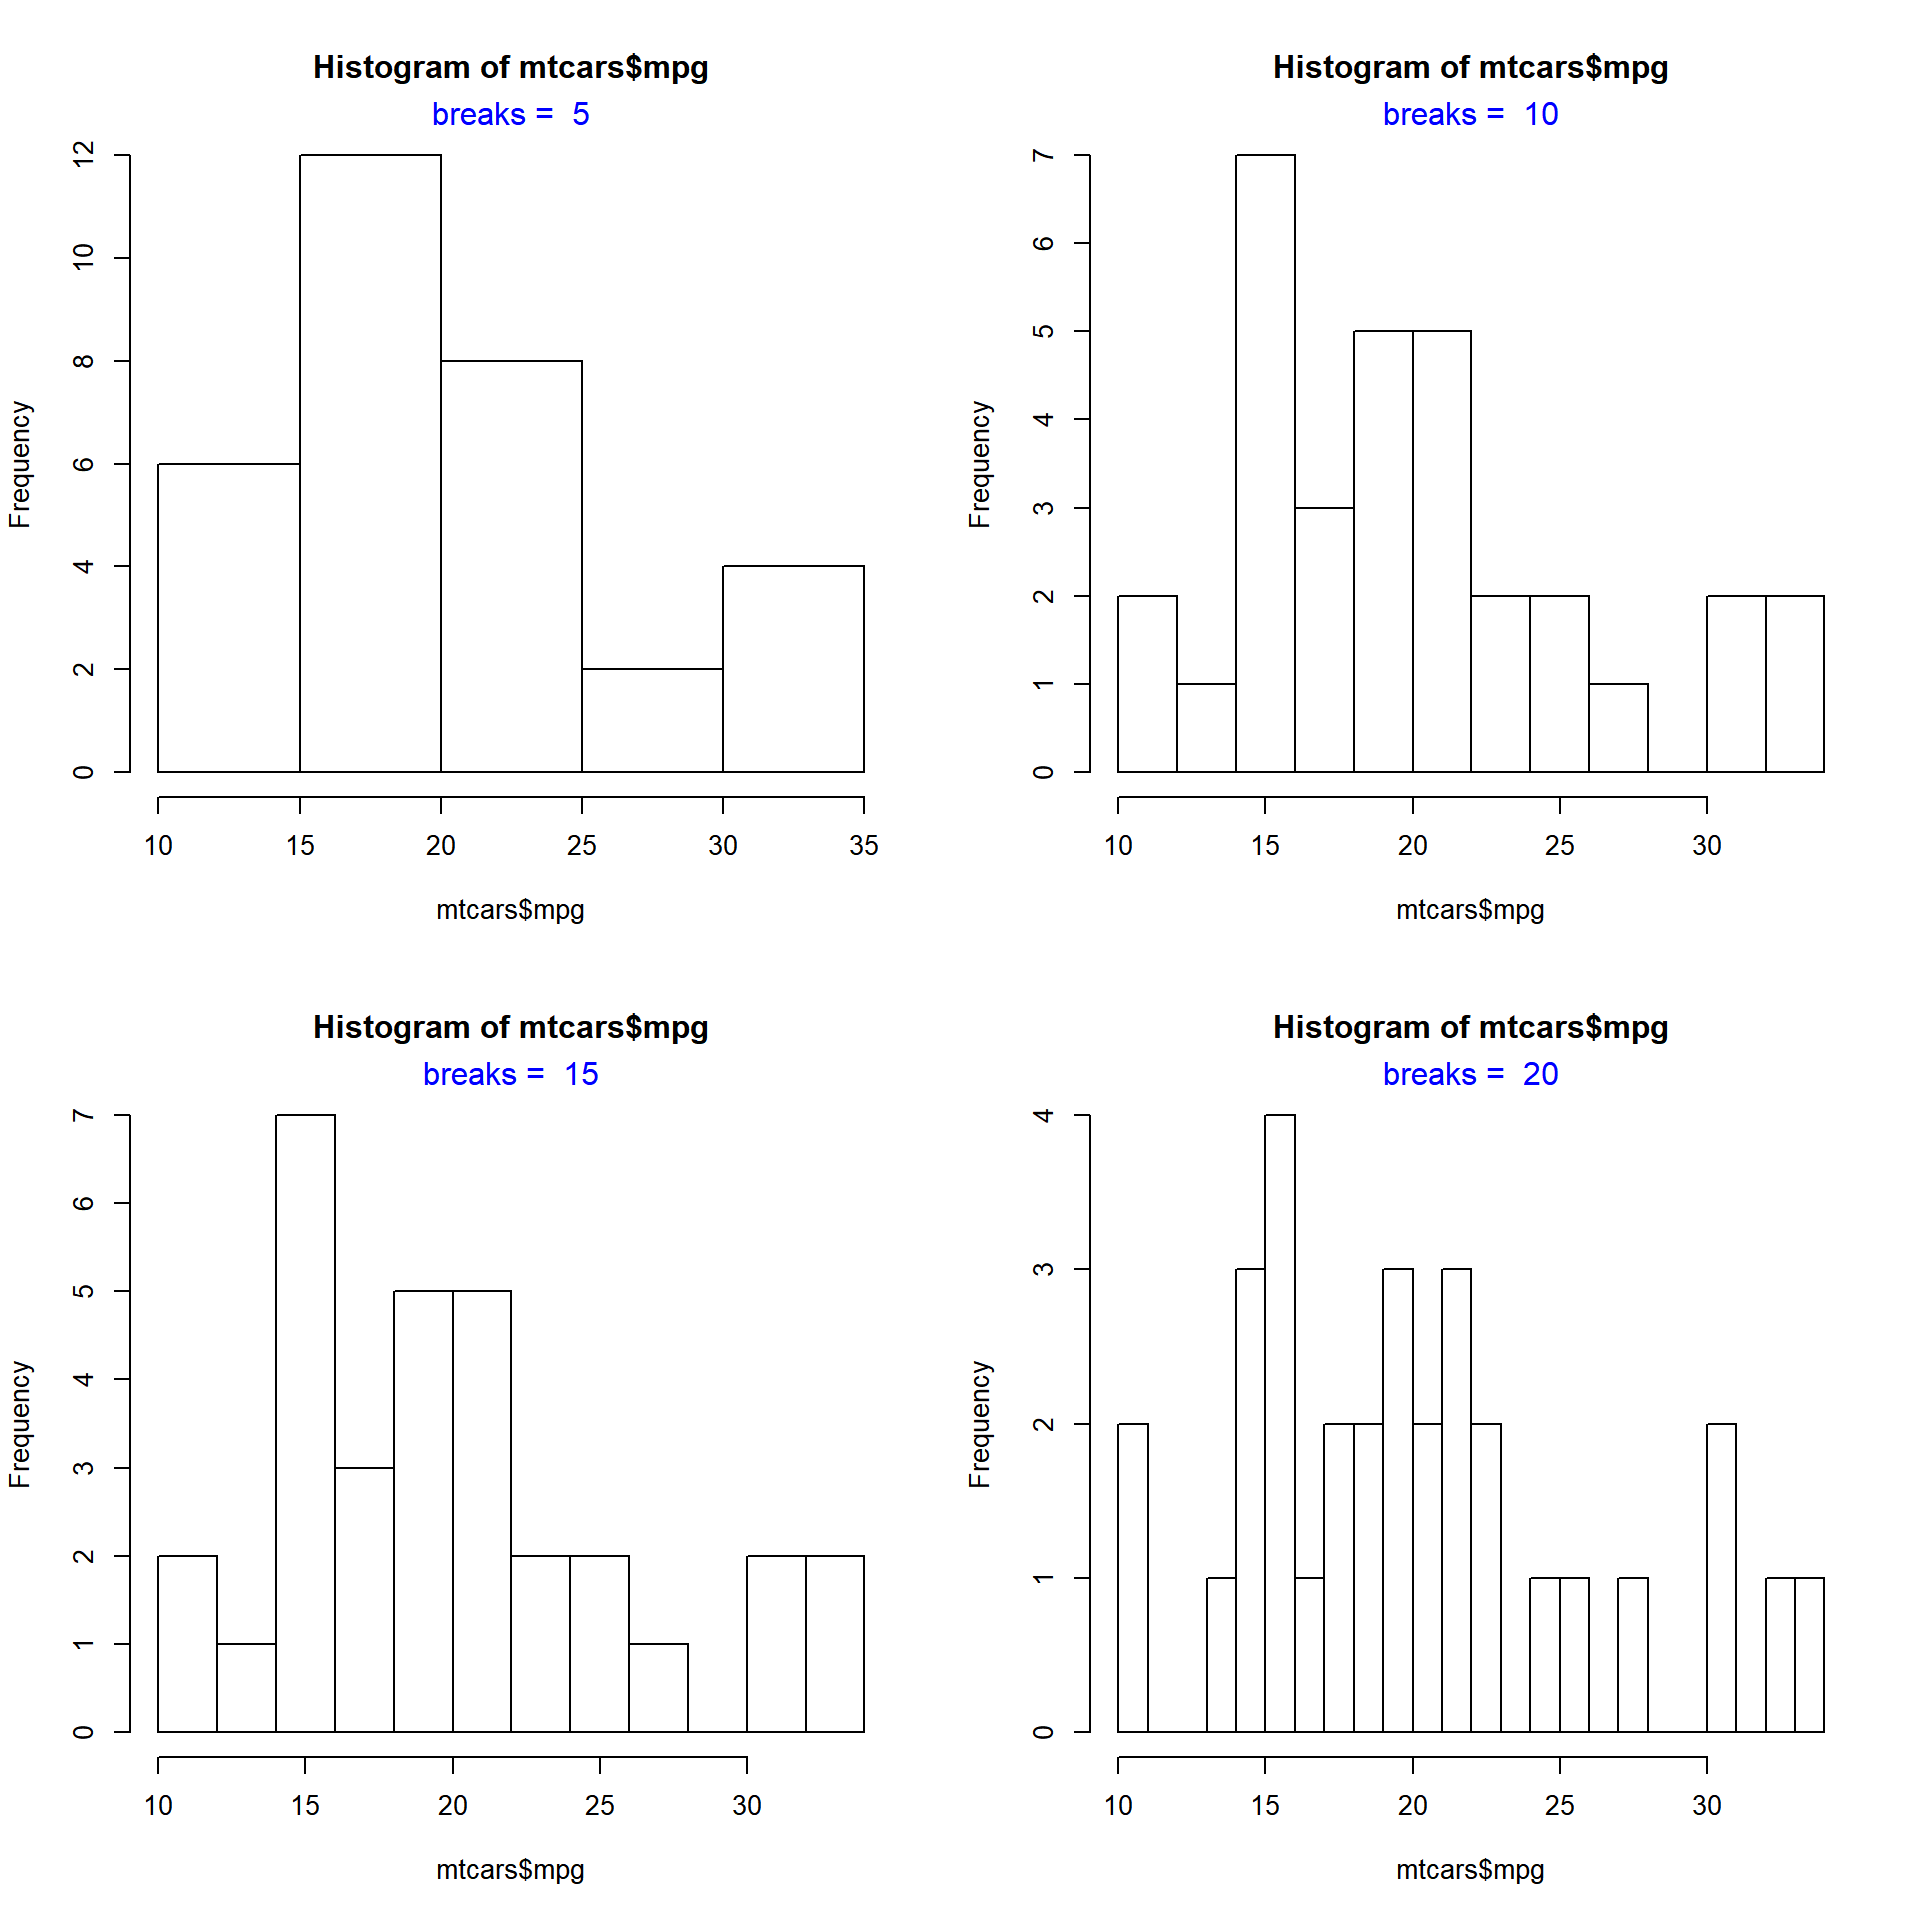 Histogram of mtcars$mpg
breaks =  5
12
10
8
6
4
2
0
Frequency
10 15 20 25 30 35
mtcars$mpg
Histogram of mtcars$mpg
breaks =  10
7
6
5
4
3
2
1
0
Frequency
10 15 20 25 30
mtcars$mpg
Histogram of mtcars$mpg
breaks =  15
7
6
5
4
3
2
1
0
Frequency
10 15 20 25 30
mtcars$mpg
Histogram of mtcars$mpg
breaks =  20
4
3
2
1
0
Frequency
10 15 20 25 30
mtcars$mpg